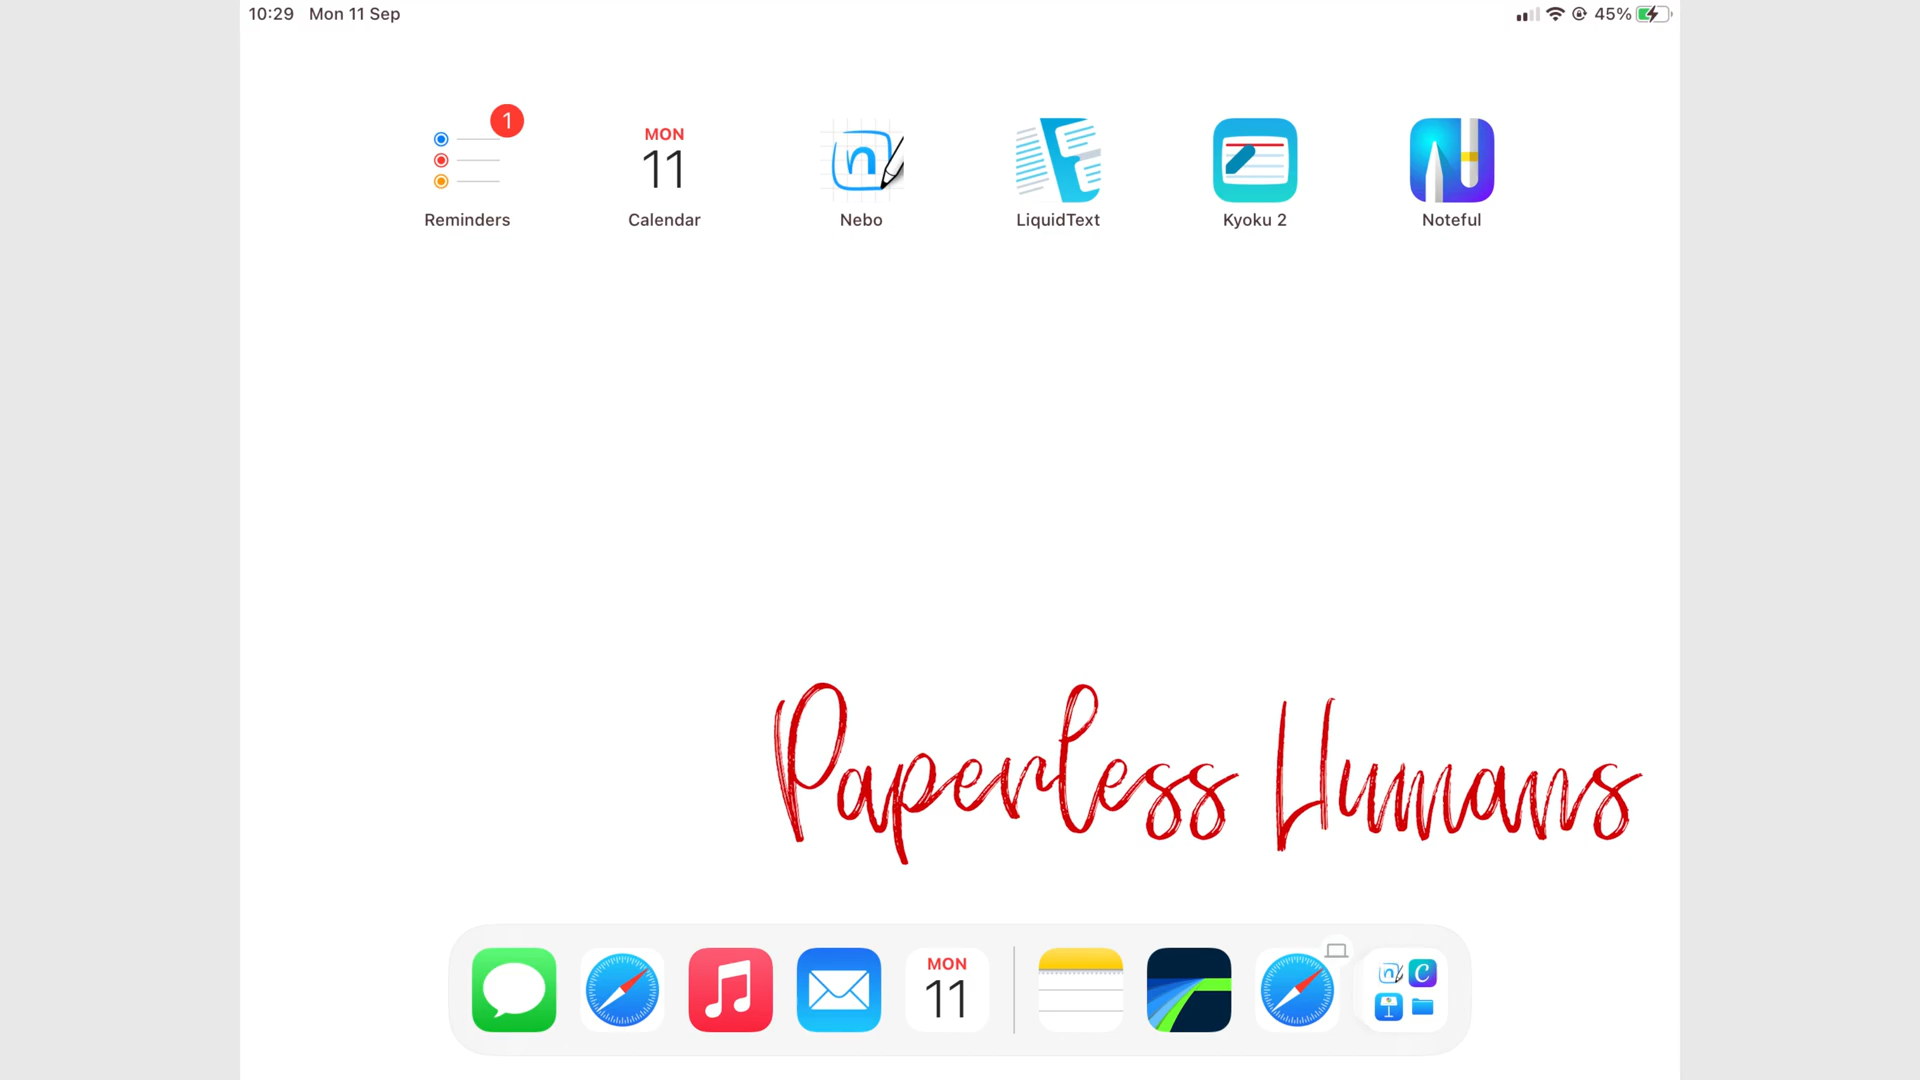 10:29 Mon 11 Sep 45%
1
MON
11
n
Reminders Calendar Nebo LiquidText Kyoku 2 Noteful
Paperless Humans
MON
11
n C